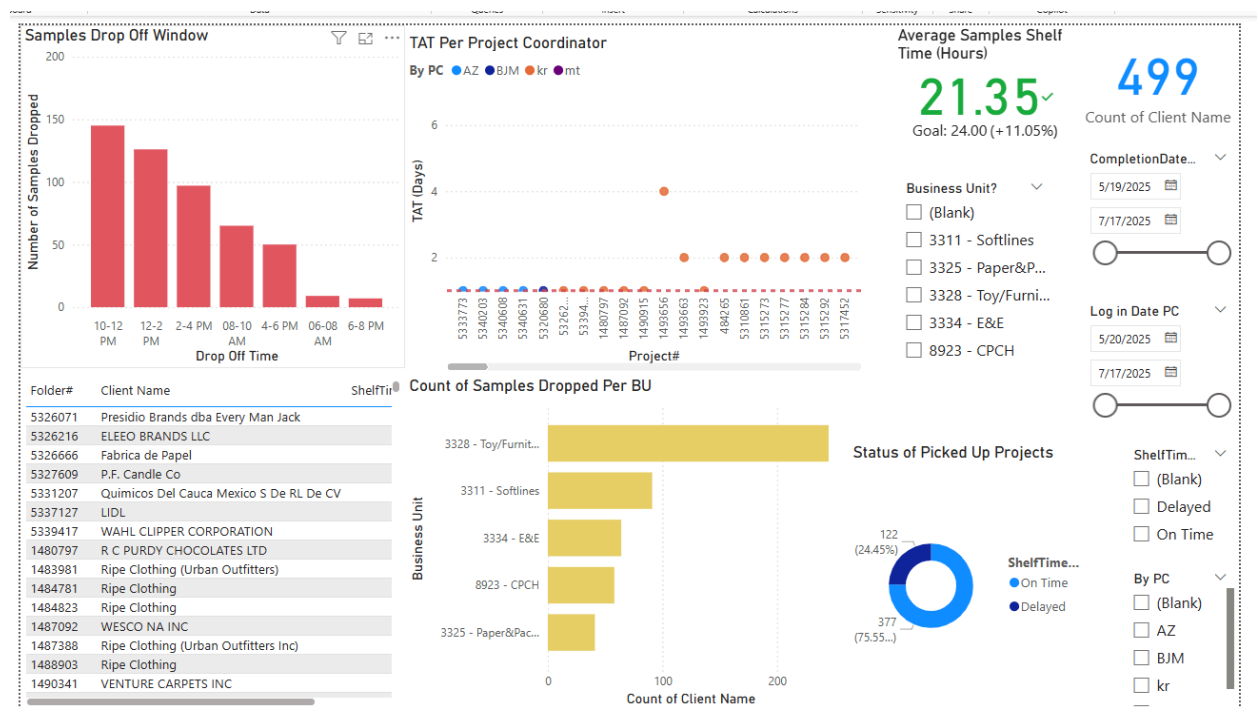 Samples Drop Off Window
200
150
100
50
0
Number of Samples Dropped
10-12 PM
12-2 PM
2-4 PM
08-10 AM
4-6 PM
06-08 AM
6-8 PM
Drop Off Time
TAT Per Project Coordinator
By PC AZ BJM kr mt
6
4
2
TAT (Days)
5333773
5340203
5340608
5340631
5320680
53262...
53394...
1480797
1487092
1490915
1493656
1493663
1493923
484265
5310861
5315273
5315277
5315284
5315292
5317452
Project#
Average Samples Shelf
Time (Hours)
21.35
Goal: 24.00 (+11.05%)
499
Count of Client Name
Business Unit?
(Blank)
3311 - Softlines
3325 - Paper&P...
3328 - Toy/Furni...
3334 - E&E
8923 - CPCH
CompletionDate...
5/19/2025
7/17/2025
Log in Date PC
5/20/2025
7/17/2025
Folder# Client Name ShelfTir
5326071 Presidio Brands dba Every Man Jack
5326216 ELEEO BRANDS LLC
5326666 Fabrica de Papel
5327609 P.F. Candle Co
5331207 Quimicos Del Cauca Mexico S De RL De CV
5337127 LIDL
5339417 WAHL CLIPPER CORPORATION
1480797 R C PURDY CHOCOLATES LTD
1483981 Ripe Clothing (Urban Outfitters)
1484781 Ripe Clothing
1484823 Ripe Clothing
1487092 WESCO NA INC
1487388 Ripe Clothing (Urban Outfitters Inc)
1488903 Ripe Clothing
1490341 VENTURE CARPETS INC
Count of Samples Dropped Per BU
Business Unit
3328 - Toy/Furnit...
3311 - Softlines
3334 - E&E
8923 - CPCH
3325 - Paper&Pac...
0 100 200
Count of Client Name
Status of Picked Up Projects
122
(24.45%)
377
(75.55...)
ShelfTime...
On Time
Delayed
ShelfTim...
(Blank)
Delayed
On Time
By PC
(Blank)
AZ
BJM
kr